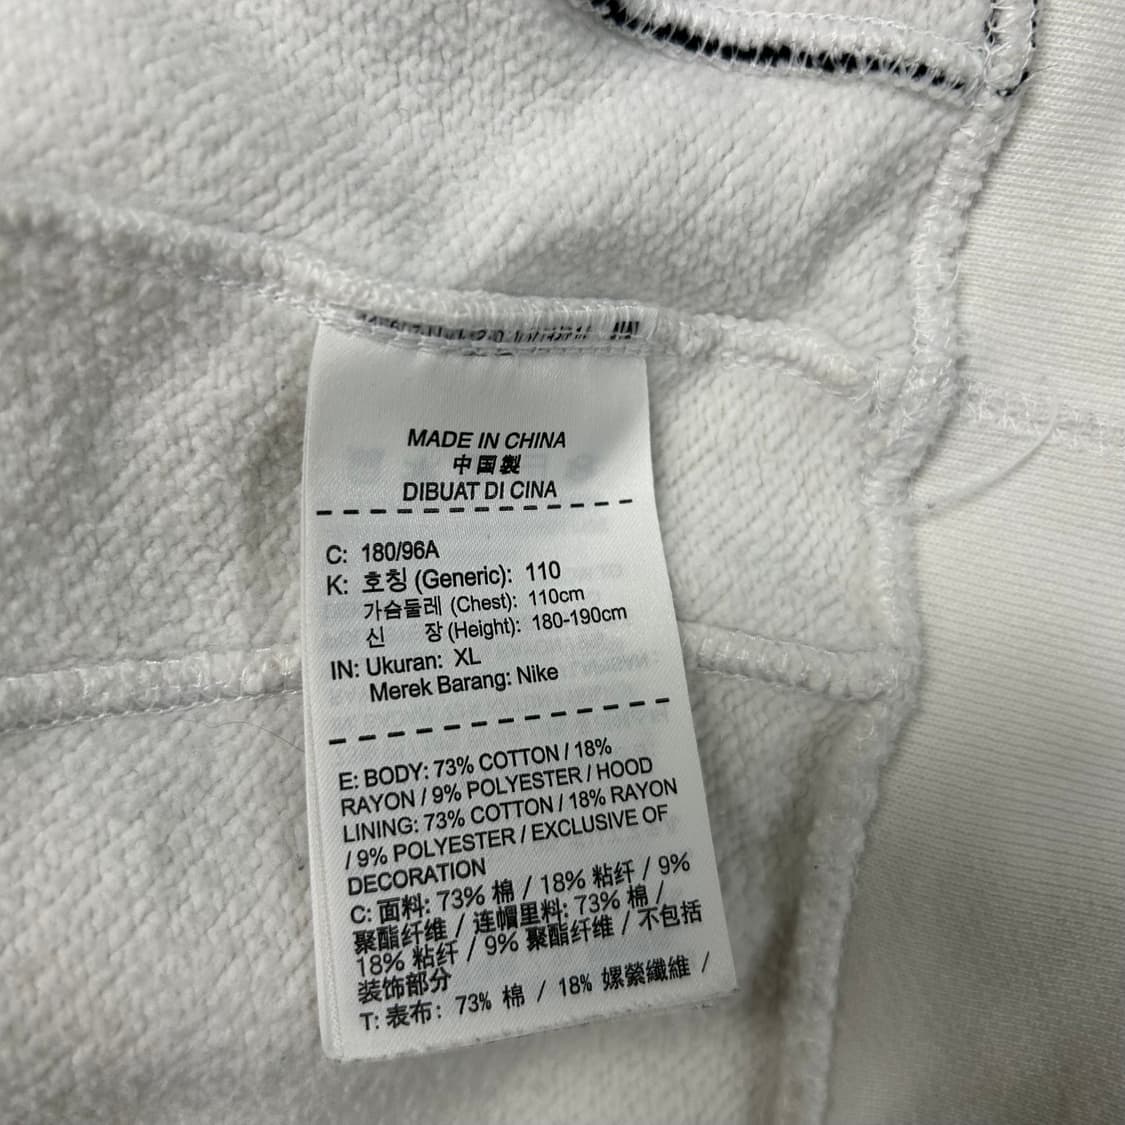 MADE IN CHINA
中国製
DIBUAT DI CINA
C: 180/96A
K: 호칭 (Generic): 110
가슴둘레 (Chest): 110cm
신 장 (Height): 180-190cm
IN: Ukuran: XL
Merek Barang: Nike
E: BODY: 73% COTTON / 18%
RAYON / 9% POLYESTER / HOOD
LINING: 73% COTTON / 18% RAYON
/ 9% POLYESTER / EXCLUSIVE OF
DECORATION
C: 面料: 73% 棉 / 18% 粘纤 / 9%
聚酯纤维 / 连帽里料: 73% 棉 /
18% 粘纤 / 9% 聚酯纤维 / 不包括
装饰部分
T: 表布: 73% 棉 / 18% 嫘縈纖維 /